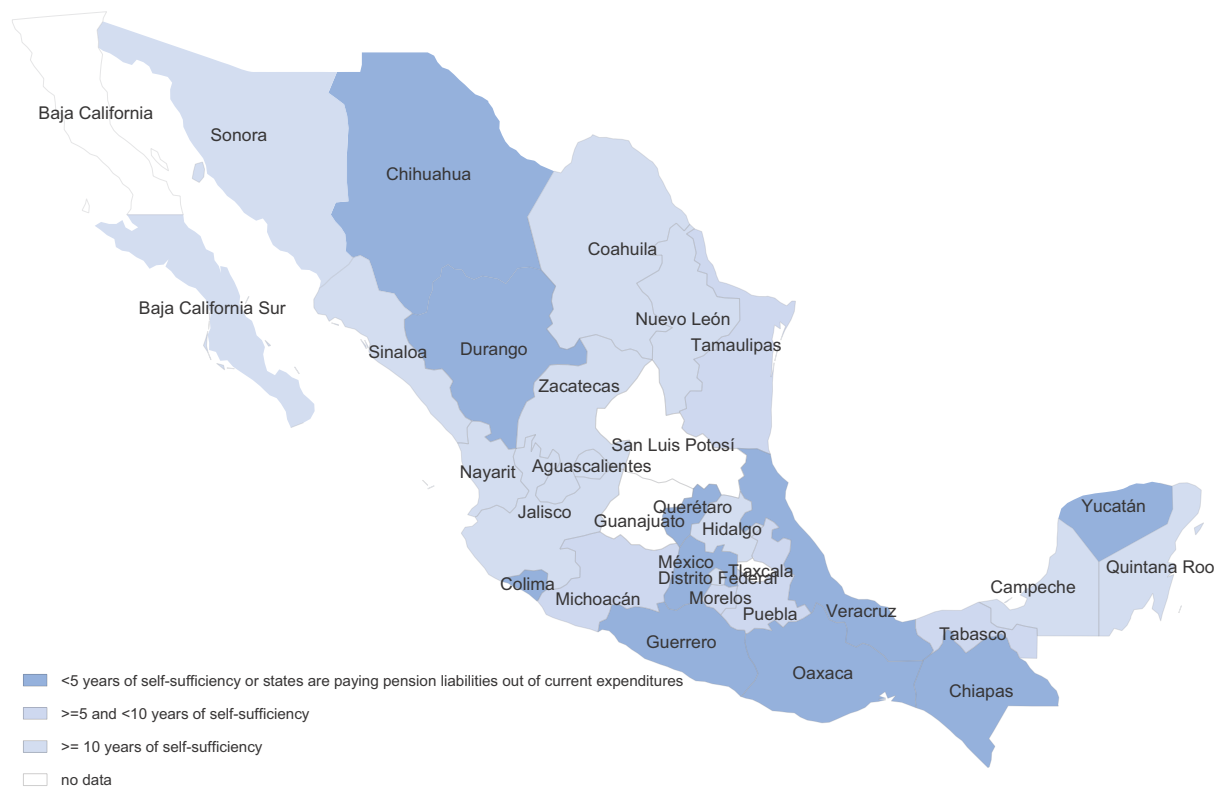 Baja California
Sonora
Chihuahua
Coahuila
Baja California Sur
Nuevo León
Tamaulipas
Sinaloa
Durango
Zacatecas
San Luis Potosí
Nayarit
Aguascalientes
Jalisco
Guanajuato
Querétaro
Hidalgo
Yucatán
México
Tlaxcala
Distrito Federal
Quintana Roo
Colima
Michoacán
Morelos
Campeche
Puebla
Veracruz
Guerrero
Tabasco
Oaxaca
Chiapas
<5 years of self-sufficiency or states are paying pension liabilities out of current expenditures
>=5 and <10 years of self-sufficiency
>= 10 years of self-sufficiency
no data